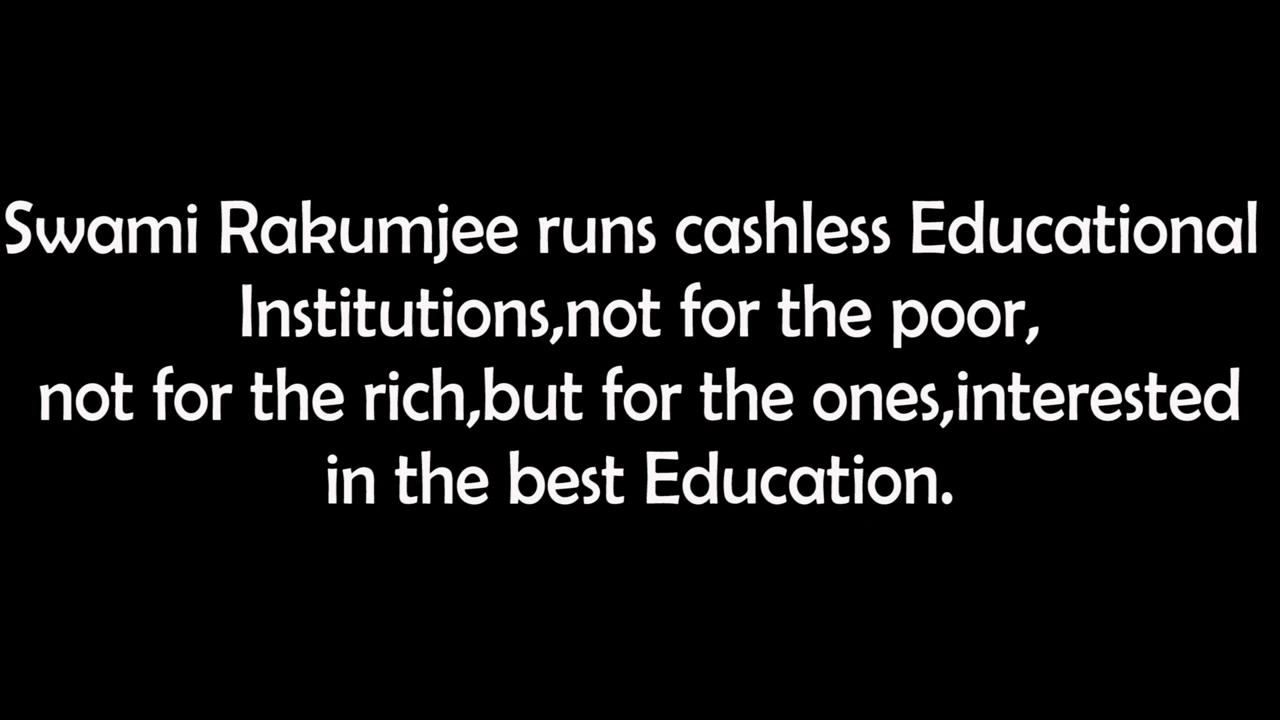 Swami Rakumjee runs cashless Educational
Institutions,not for the poor,
not for the rich,but for the ones,interested
in the best Education.